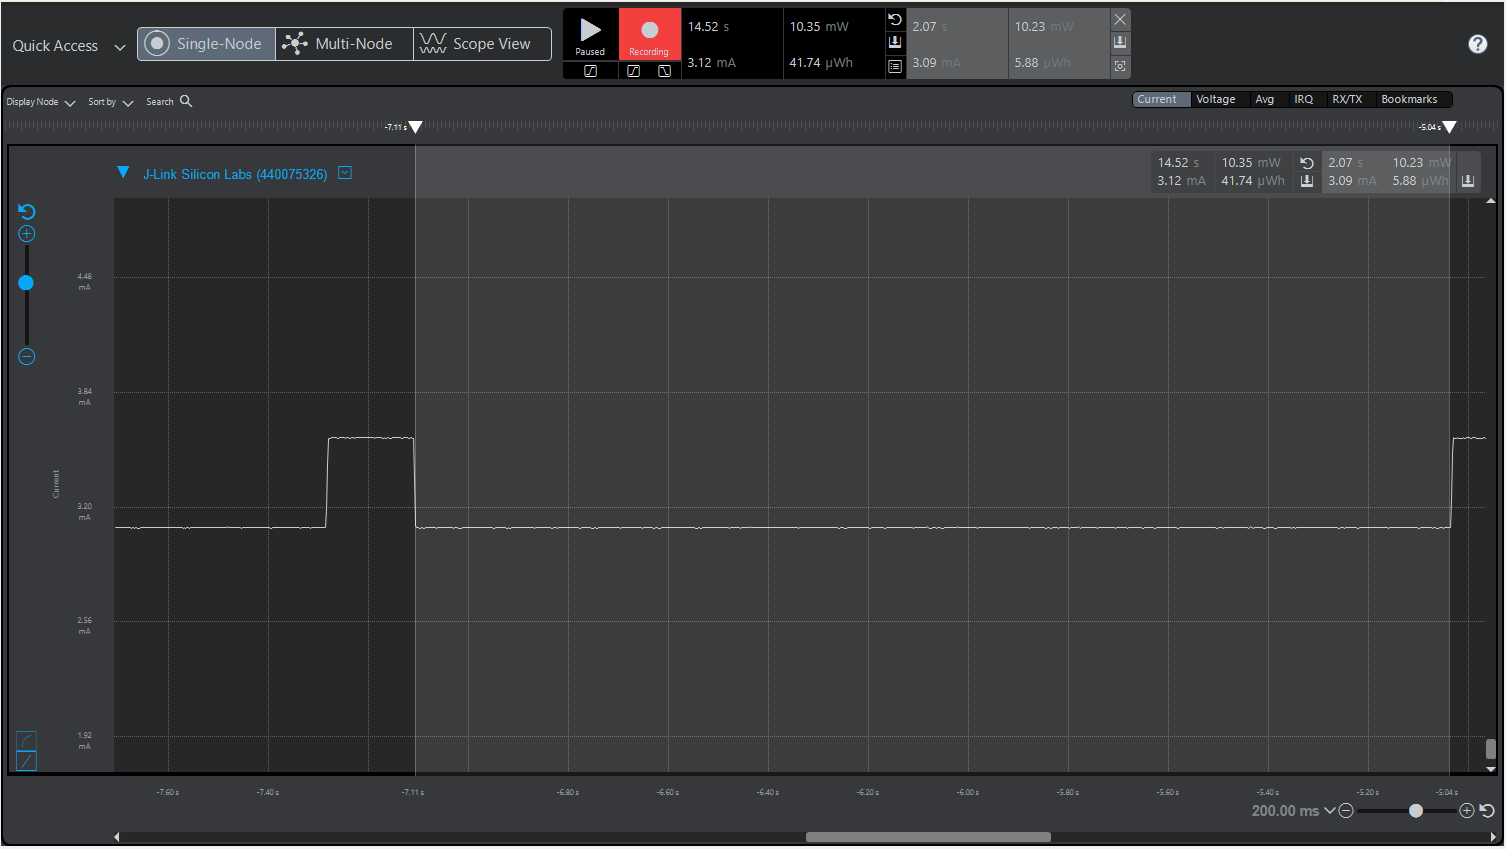 Quick Access
Single-Node
Multi-Node
Scope View
Paused
Recording
14.52 s
10.35 mW
3.12 mA
41.74 µWh
2.07 s
10.23 mW
3.09 mA
5.88 µWh
?
Display Node
Sort by
Search
Current
Voltage
Avg
IRQ
RX/TX
Bookmarks
-7.11 s
-5.04 s
J-Link Silicon Labs (440075326)
14.52 s
10.35 mW
2.07 s
10.23 mW
3.12 mA
41.74 µWh
3.09 mA
5.88 µWh
4.48
mA
3.84
mA
Current
3.20
mA
2.56
mA
1.92
mA
-7.60 s
-7.40 s
-7.11 s
-6.80 s
-6.60 s
-6.40 s
-6.20 s
-6.00 s
-5.80 s
-5.60 s
-5.40 s
-5.20 s
-5.04 s
200.00 ms